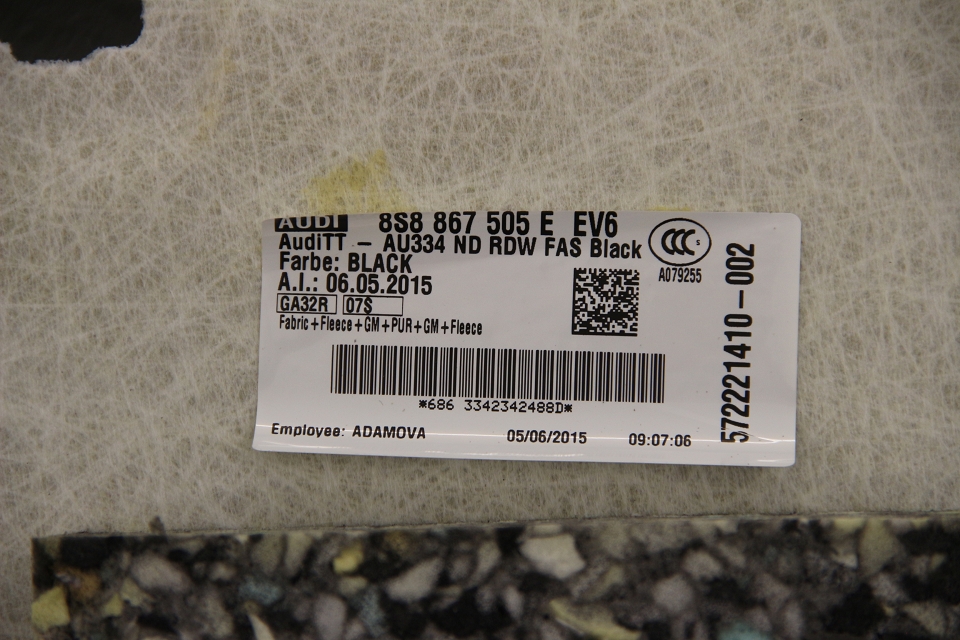 AUDI 8S8 867 505 E EV6
AudiTT - AU334 ND RDW FAS Black
Farbe: BLACK
A.I.: 06.05.2015
GA32R 07S
Fabric+Fleece+GM+PUR+GM+Fleece
CCC S
A079255
*686 3342342488D*
Employee: ADAMOVA 05/06/2015 09:07:06
572221410-002